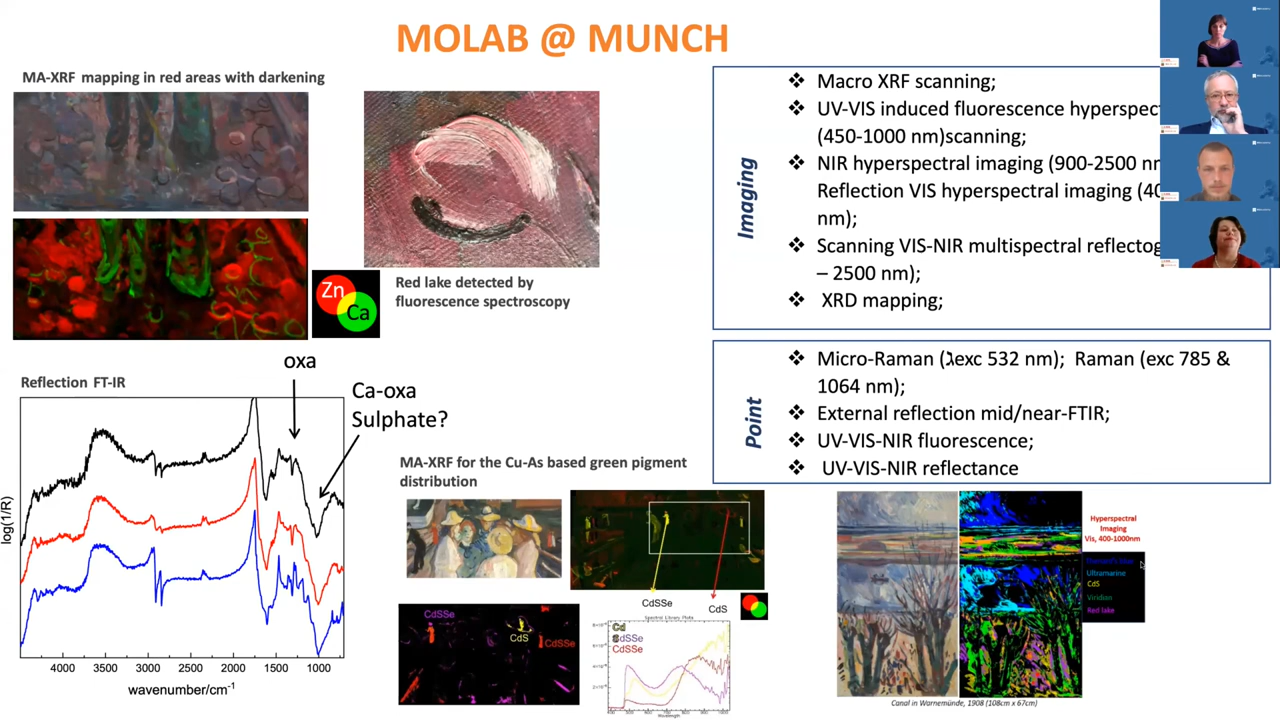 MOLAB @ MUNCH
MA-XRF mapping in red areas with darkening
Zn
Ca
Red lake detected by
fluorescence spectroscopy
Imaging
❖ Macro XRF scanning;
❖ UV-VIS induced fluorescence hyperspect
(450-1000 nm)scanning;
❖ NIR hyperspectral imaging (900-2500 nm
Reflection VIS hyperspectral imaging (40
nm);
❖ Scanning VIS-NIR multispectral reflectog
– 2500 nm);
❖ XRD mapping;
Point
❖ Micro-Raman (λexc 532 nm); Raman (exc 785 &
1064 nm);
❖ External reflection mid/near-FTIR;
❖ UV-VIS-NIR fluorescence;
❖ UV-VIS-NIR reflectance
Reflection FT-IR
oxa
Ca-oxa
Sulphate?
log(1/R)
4000 3500 3000 2500 2000 1500 1000
wavenumber/cm-1
MA-XRF for the Cu-As based green pigment
distribution
CdSSe
CdS
CdSSe
CdS
CdSSe
Spectral Library Plots
Cd
CdSSe
CdSSe
Wavelength
Hyperspectral
Imaging
Vis, 400-1000nm
Ultramarine
CdS
Viridian
Red lake
Canal in Warnemünde, 1908 (108cm x 67cm)